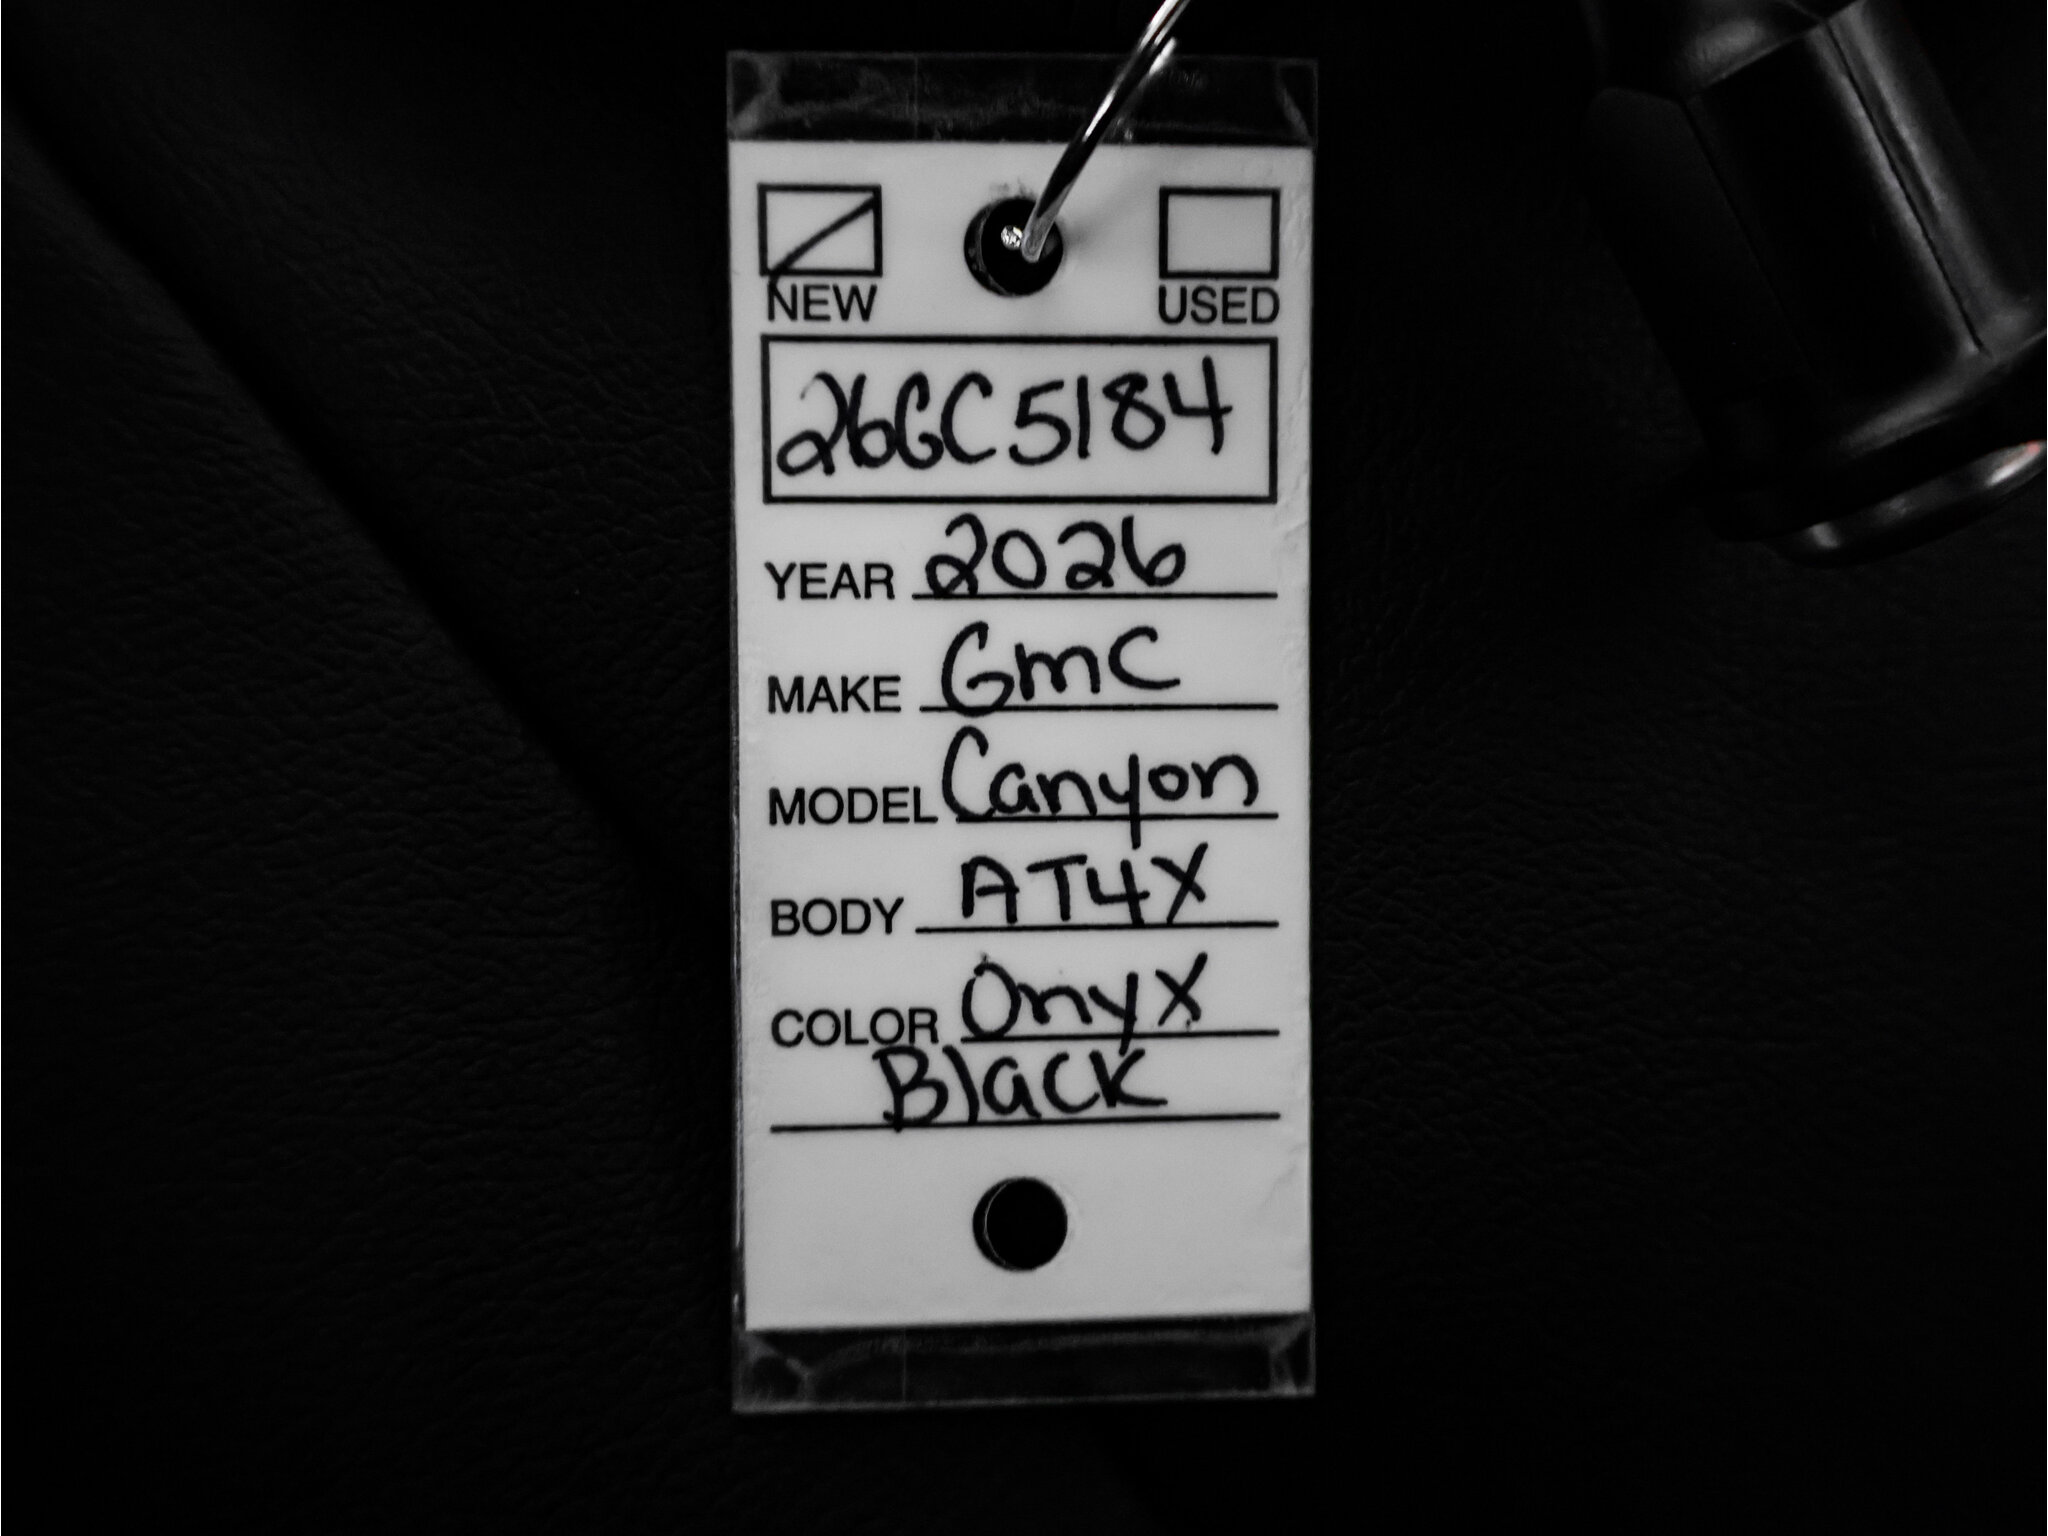 NEW USED
26GC5184
YEAR 2026
MAKE GMC
MODEL Canyon
BODY AT4X
COLOR Onyx
Black